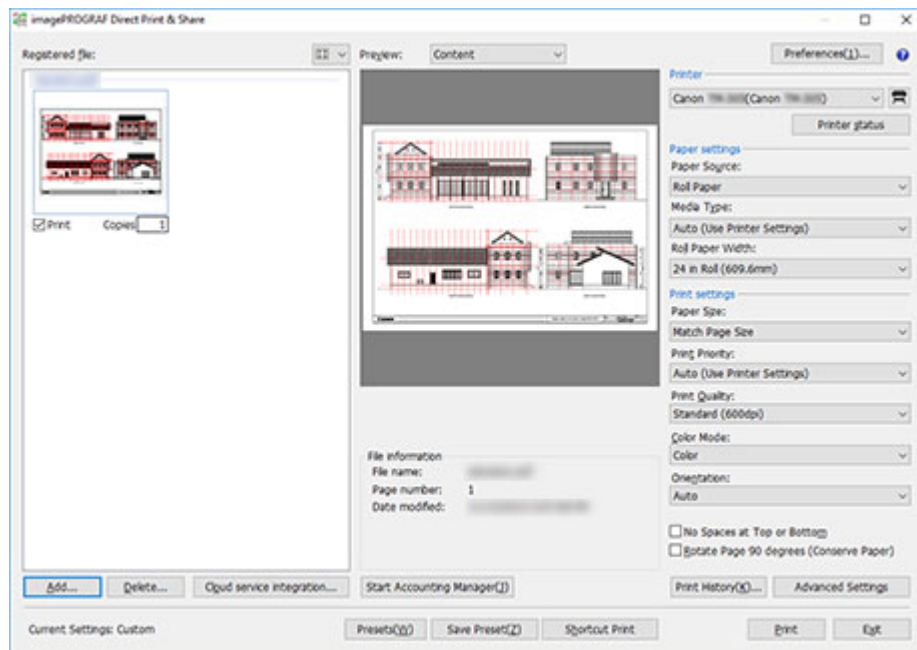 imagePROGRAF Direct Print & Share
Registered file:
Preview: Content
Preferences(1)...
Printer
Canon (Canon )
Printer status
Paper settings
Paper Source:
Roll Paper
Media Type:
Auto (Use Printer Settings)
Roll Paper Width:
24 in Roll (609.6mm)
Print settings
Paper Size:
Match Page Size
Print Priority:
Auto (Use Printer Settings)
Print Quality:
Standard (600dpi)
Color Mode:
Color
Orientation:
Auto
No Spaces at Top or Bottom
Rotate Page 90 degrees (Conserve Paper)
Print Copies 1
File information
File name:
Page number: 1
Date modified:
Add... Delete... Cloud service integration... Start Accounting Manager(J) Print History(K)... Advanced Settings
Current Settings: Custom Presets(W) Save Preset(Z) Shortcut Print Print Exit